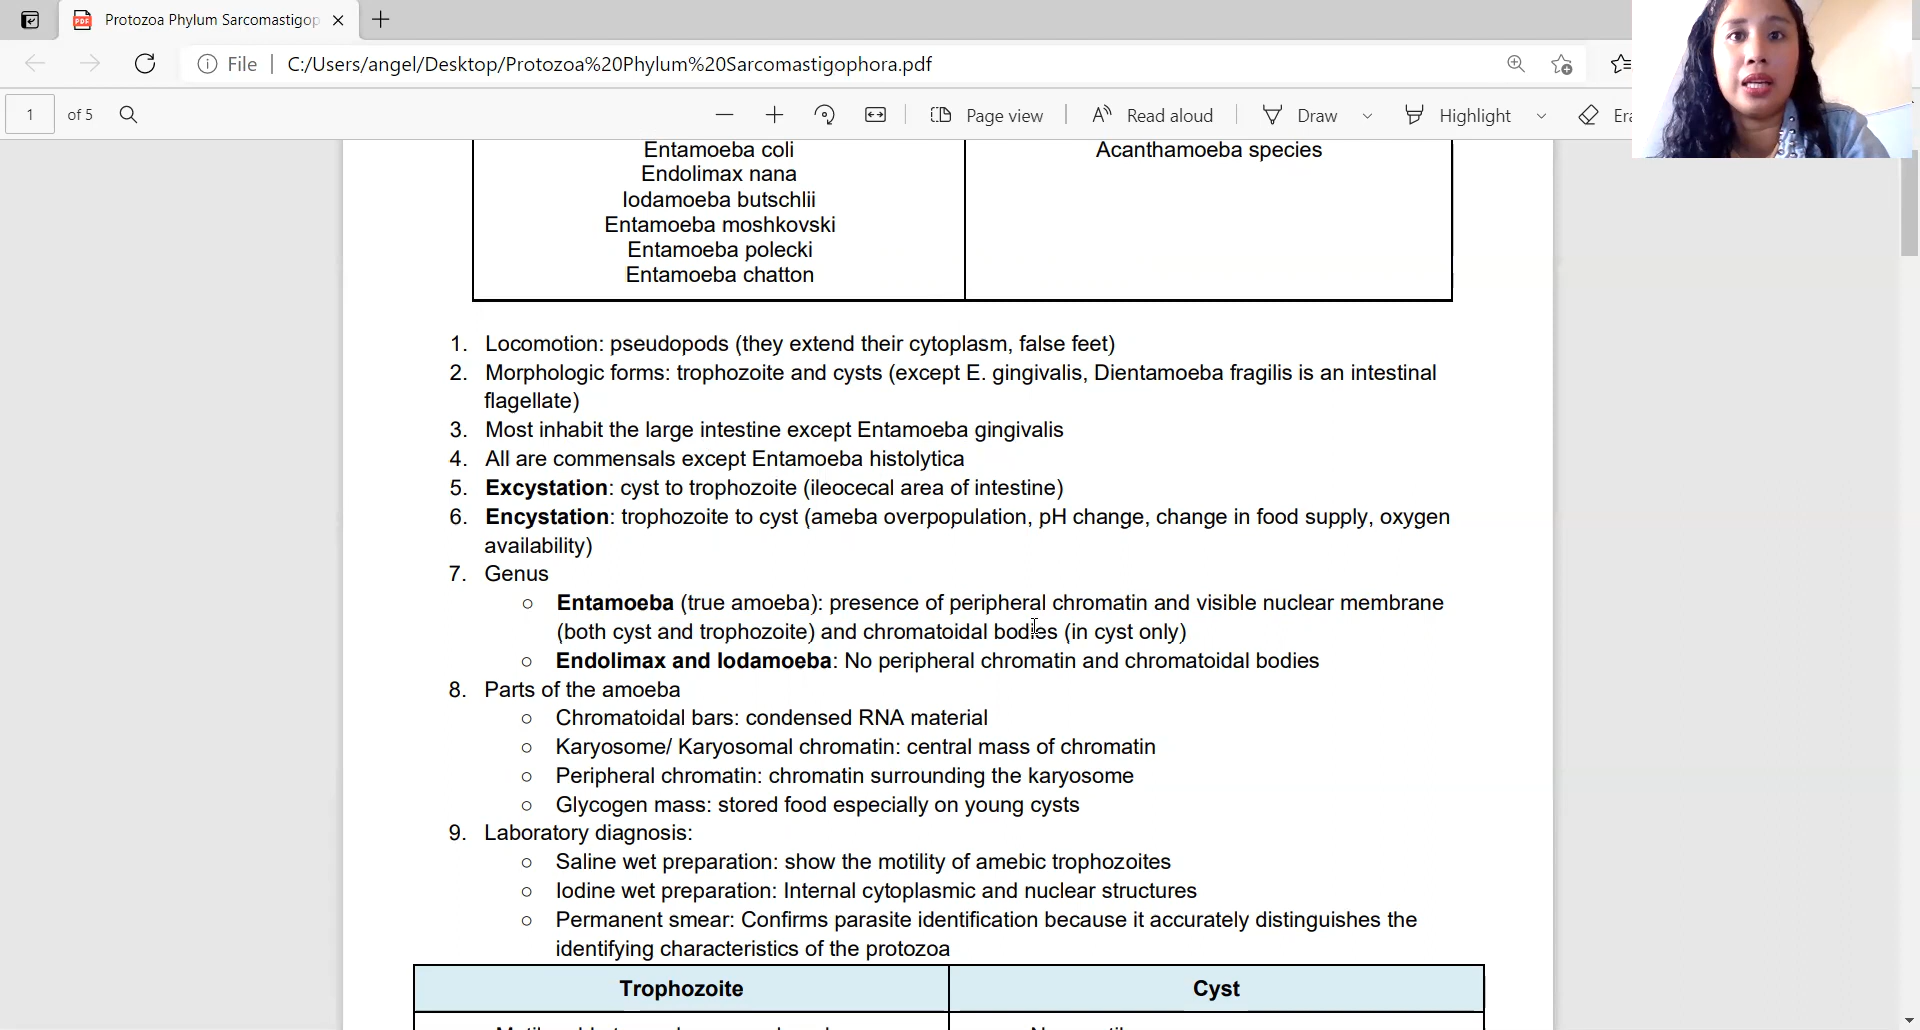 Protozoa Phylum Sarcomastigop
File
C:/Users/angel/Desktop/Protozoa%20Phylum%20Sarcomastigophora.pdf
1 of 5
Page view
Read aloud
Draw
Highlight
Era
Entamoeba coli
Endolimax nana
Iodamoeba butschlii
Entamoeba moshkovski
Entamoeba polecki
Entamoeba chatton
Acanthamoeba species
1. Locomotion: pseudopods (they extend their cytoplasm, false feet)
2. Morphologic forms: trophozoite and cysts (except E. gingivalis, Dientamoeba fragilis is an intestinal
flagellate)
3. Most inhabit the large intestine except Entamoeba gingivalis
4. All are commensals except Entamoeba histolytica
5. Excystation: cyst to trophozoite (ileocecal area of intestine)
6. Encystation: trophozoite to cyst (ameba overpopulation, pH change, change in food supply, oxygen
availability)
7. Genus
○ Entamoeba (true amoeba): presence of peripheral chromatin and visible nuclear membrane
(both cyst and trophozoite) and chromatoidal bodies (in cyst only)
○ Endolimax and Iodamoeba: No peripheral chromatin and chromatoidal bodies
8. Parts of the amoeba
○ Chromatoidal bars: condensed RNA material
○ Karyosome/ Karyosomal chromatin: central mass of chromatin
○ Peripheral chromatin: chromatin surrounding the karyosome
○ Glycogen mass: stored food especially on young cysts
9. Laboratory diagnosis:
○ Saline wet preparation: show the motility of amebic trophozoites
○ Iodine wet preparation: Internal cytoplasmic and nuclear structures
○ Permanent smear: Confirms parasite identification because it accurately distinguishes the
identifying characteristics of the protozoa
Trophozoite
Cyst